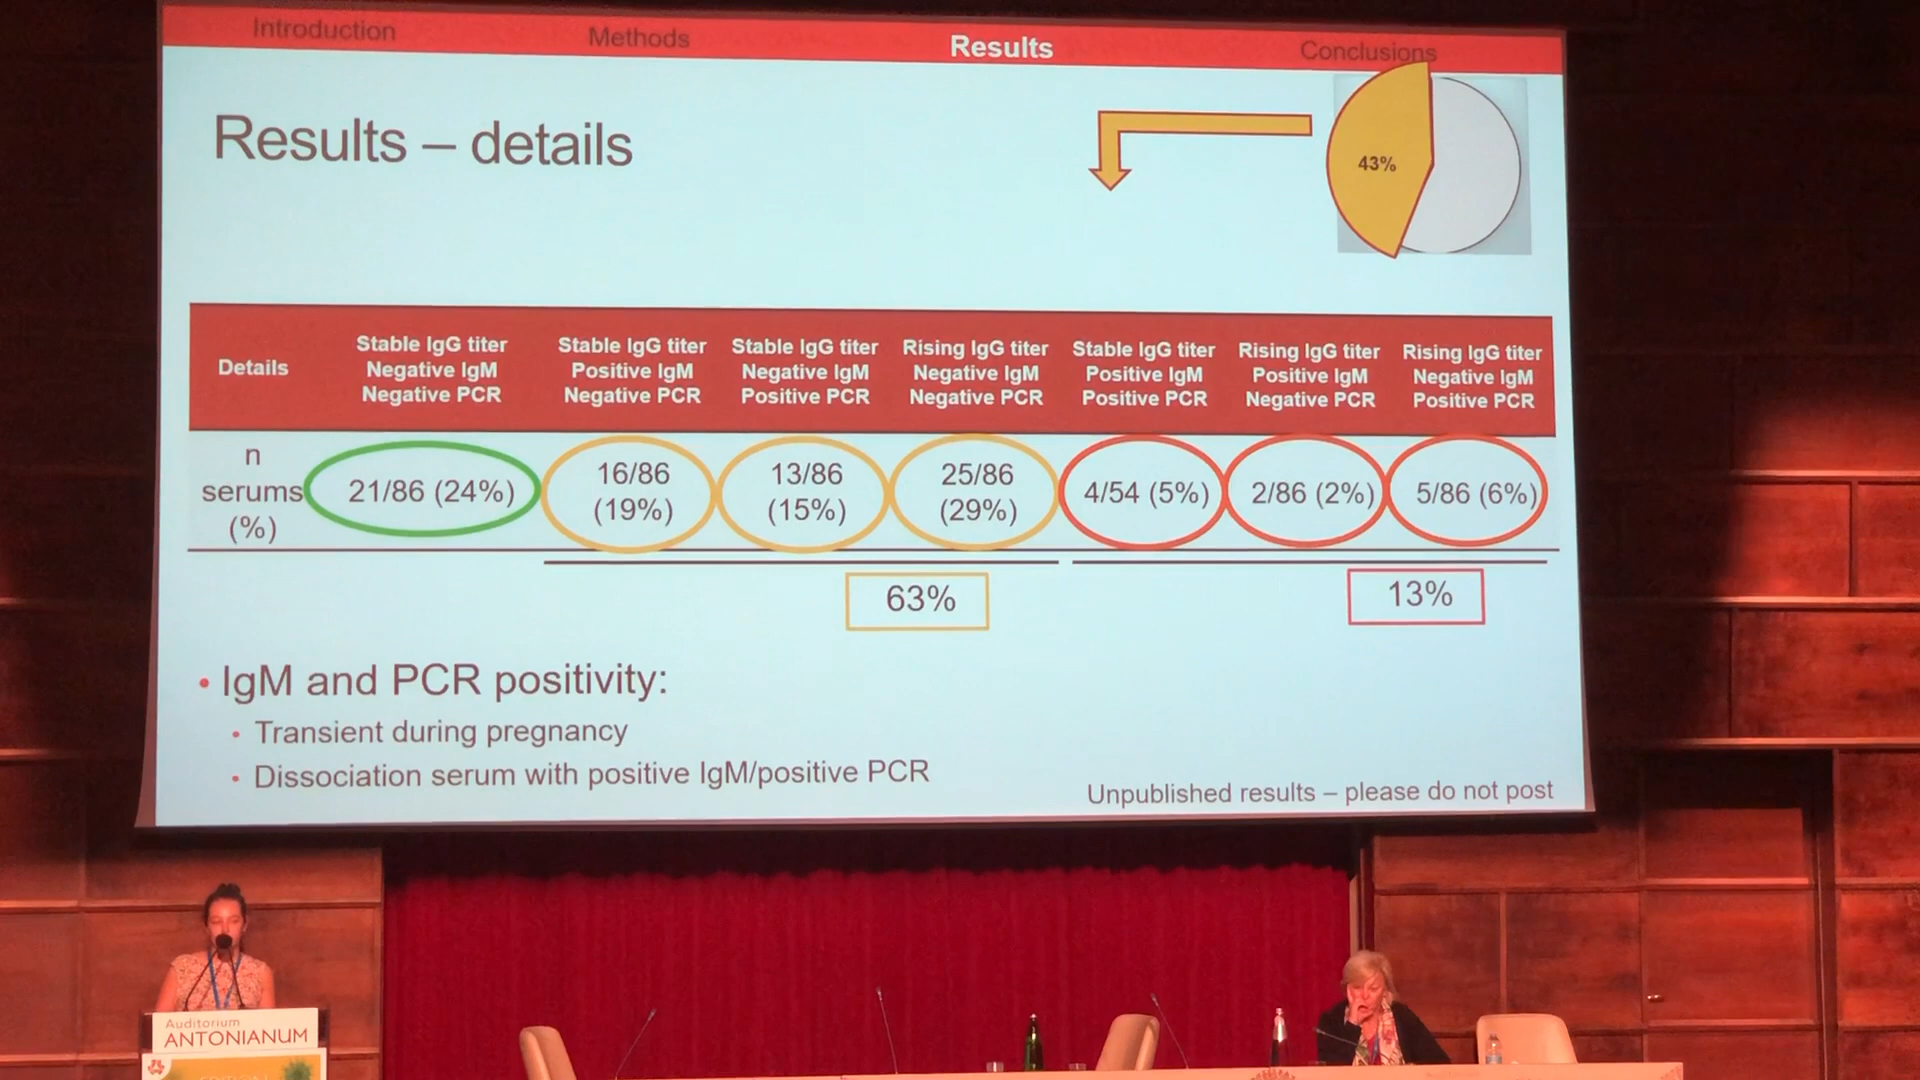 Introduction
Methods
Results
Conclusions
Results – details
43%
Details
Stable IgG titer
Negative IgM
Negative PCR
Stable IgG titer
Positive IgM
Negative PCR
Stable IgG titer
Negative IgM
Positive PCR
Rising IgG titer
Negative IgM
Negative PCR
Stable IgG titer
Positive IgM
Positive PCR
Rising IgG titer
Positive IgM
Negative PCR
Rising IgG titer
Negative IgM
Positive PCR
n
serums
(%)
21/86 (24%)
16/86
(19%)
13/86
(15%)
25/86
(29%)
4/54 (5%)
2/86 (2%)
5/86 (6%)
63%
13%
• IgM and PCR positivity:
• Transient during pregnancy
• Dissociation serum with positive IgM/positive PCR
Unpublished results – please do not post
Auditorium
ANTONIANUM